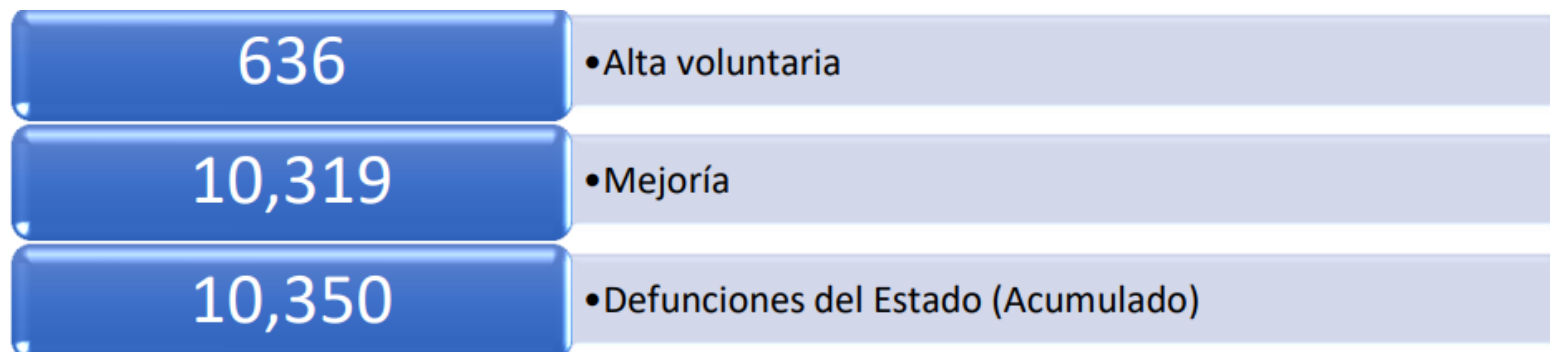 636
•Alta voluntaria
10,319
•Mejoría
10,350
•Defunciones del Estado (Acumulado)